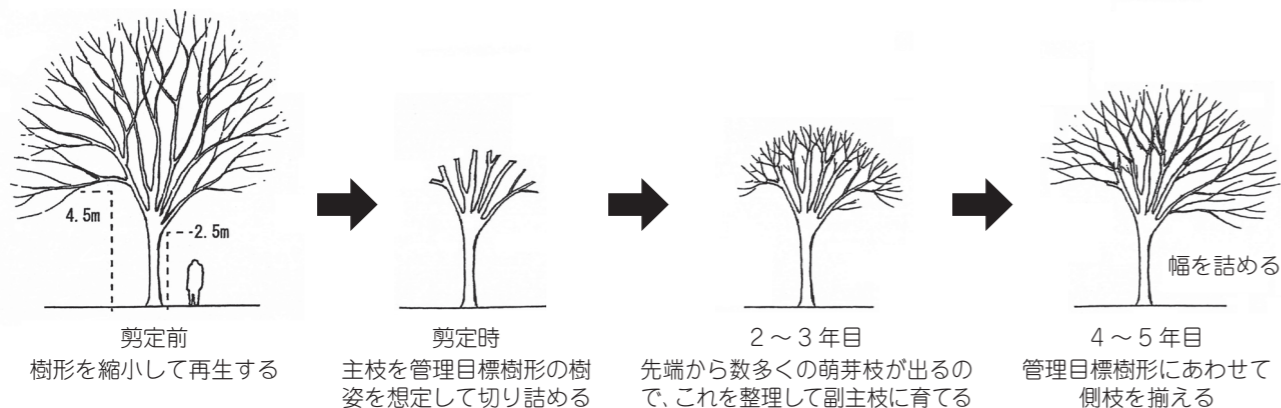 4.5m
2.5m
幅を詰める
剪定前
樹形を縮小して再生する
剪定時
主枝を管理目標樹形の樹
姿を想定して切り詰める
2～3年目
先端から数多くの萌芽枝が出るの
で、これを整理して副主枝に育てる
4～5年目
管理目標樹形にあわせて
側枝を揃える